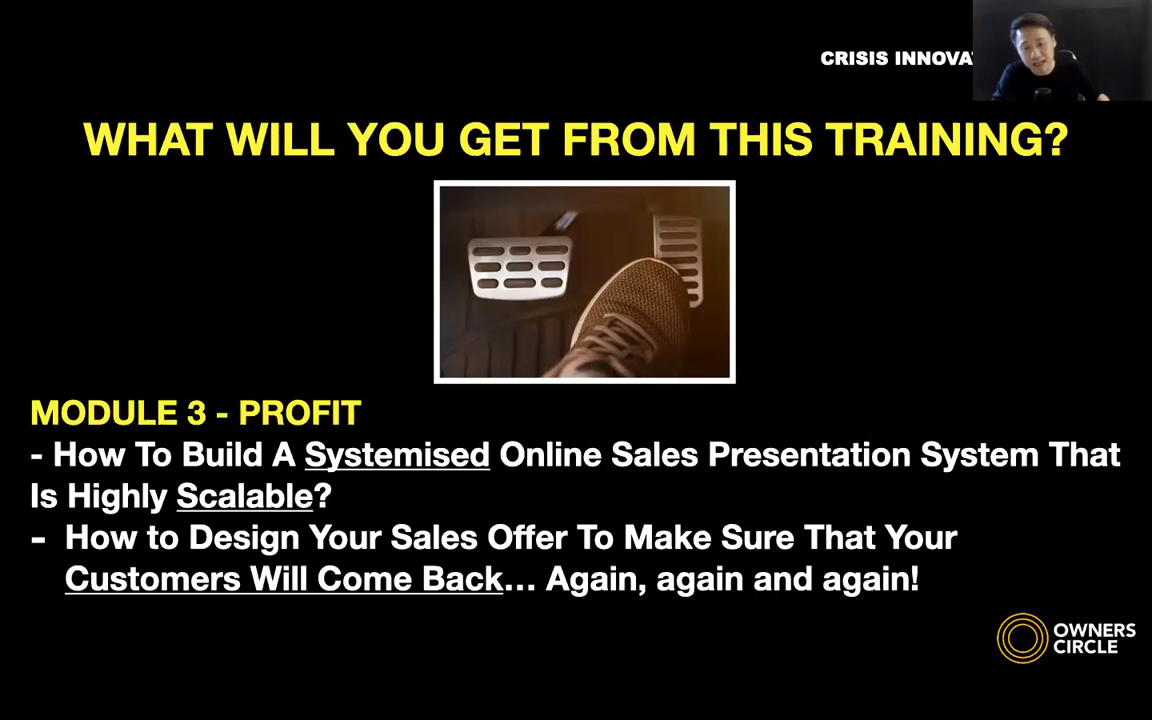 CRISIS
WHAT WILL YOU GET FROM THIS TRAINING?
MODULE 3 - PROFIT
- How To Build A Systemised Online Sales Presentation System That
Is Highly Scalable?
- How to Design Your Sales Offer To Make Sure That Your
Customers Will Come Back... Again, again and again!
OWNERS
CIRCLE